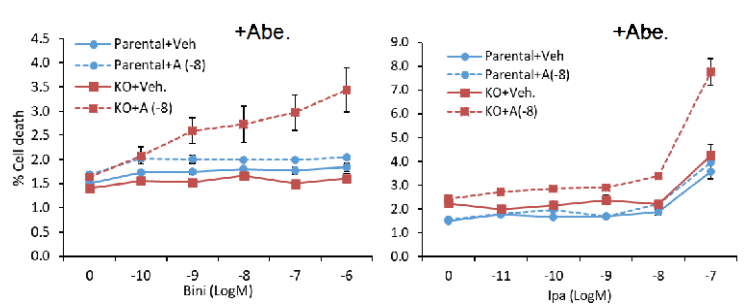 +Abe.
Parental+Veh
Parental+A (-8)
KO+Veh.
KO+A (-8)
% Cell death
4.5
4.0
3.5
3.0
2.5
2.0
1.5
1.0
0.5
0.0
0 -10 -9 -8 -7 -6
Bini (LogM)
+Abe.
Parental+Veh
Parental+A(-8)
KO+Veh
KO+A(-8)
9.0
8.0
7.0
6.0
5.0
4.0
3.0
2.0
1.0
0.0
0 -11 -10 -9 -8 -7
Ipa (LogM)